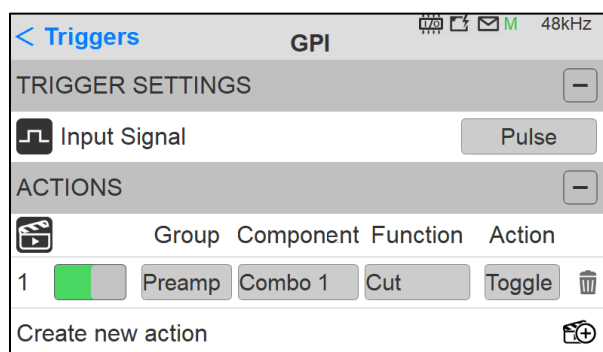 < Triggers GPI I/O M 48kHz
TRIGGER SETTINGS
Input Signal Pulse
ACTIONS
Group Component Function Action
1 Preamp Combo 1 Cut Toggle
Create new action